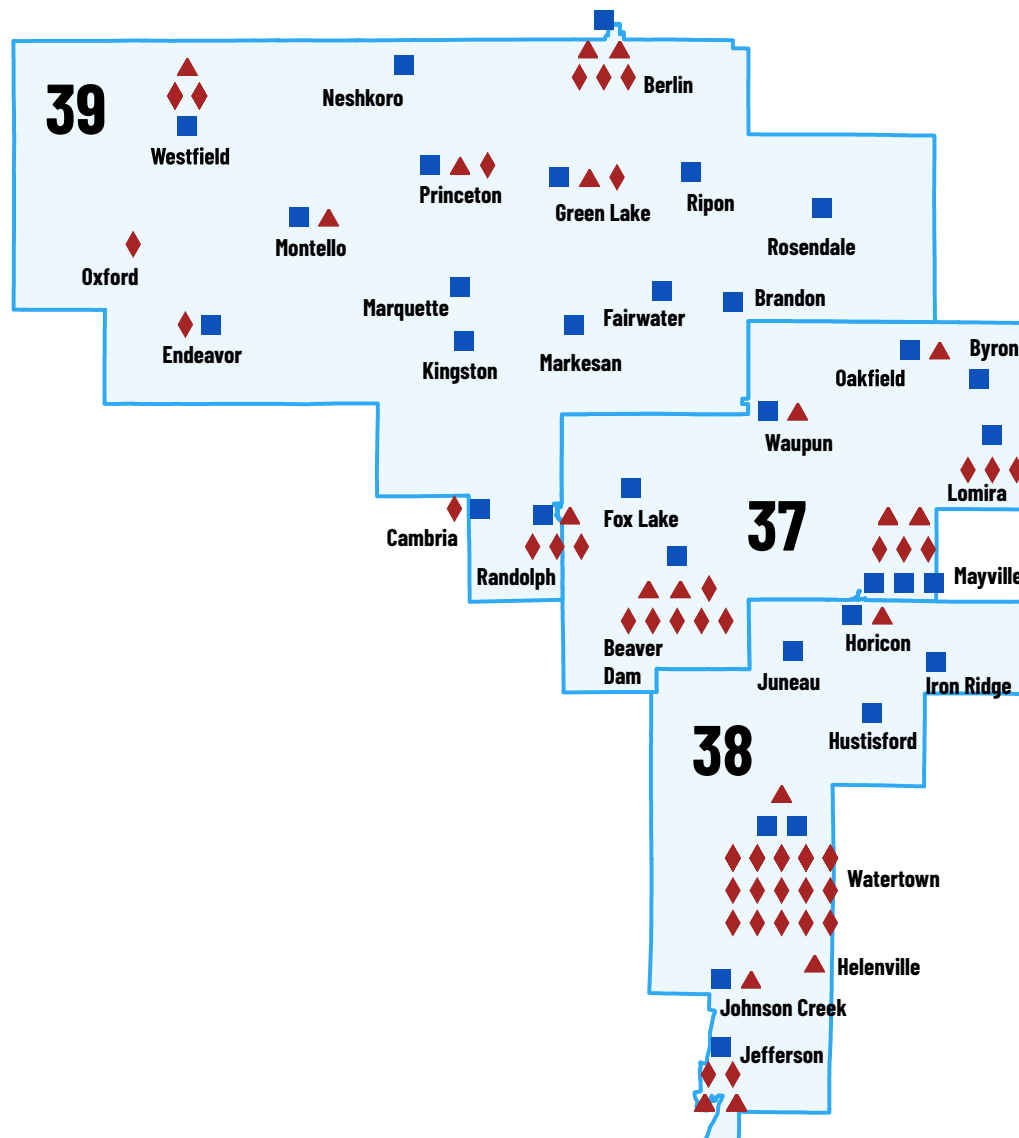 39
Neshkoro
Berlin
Westfield
Princeton
Green Lake
Ripon
Montello
Rosendale
Oxford
Marquette
Fairwater
Brandon
Endeavor
Kingston
Markesan
Oakfield
Byron
Waupun
Lomira
Cambria
Fox Lake
37
Randolph
Mayville
Beaver
Dam
Horicon
Juneau
Iron Ridge
Hustisford
38
Watertown
Helenville
Johnson Creek
Jefferson